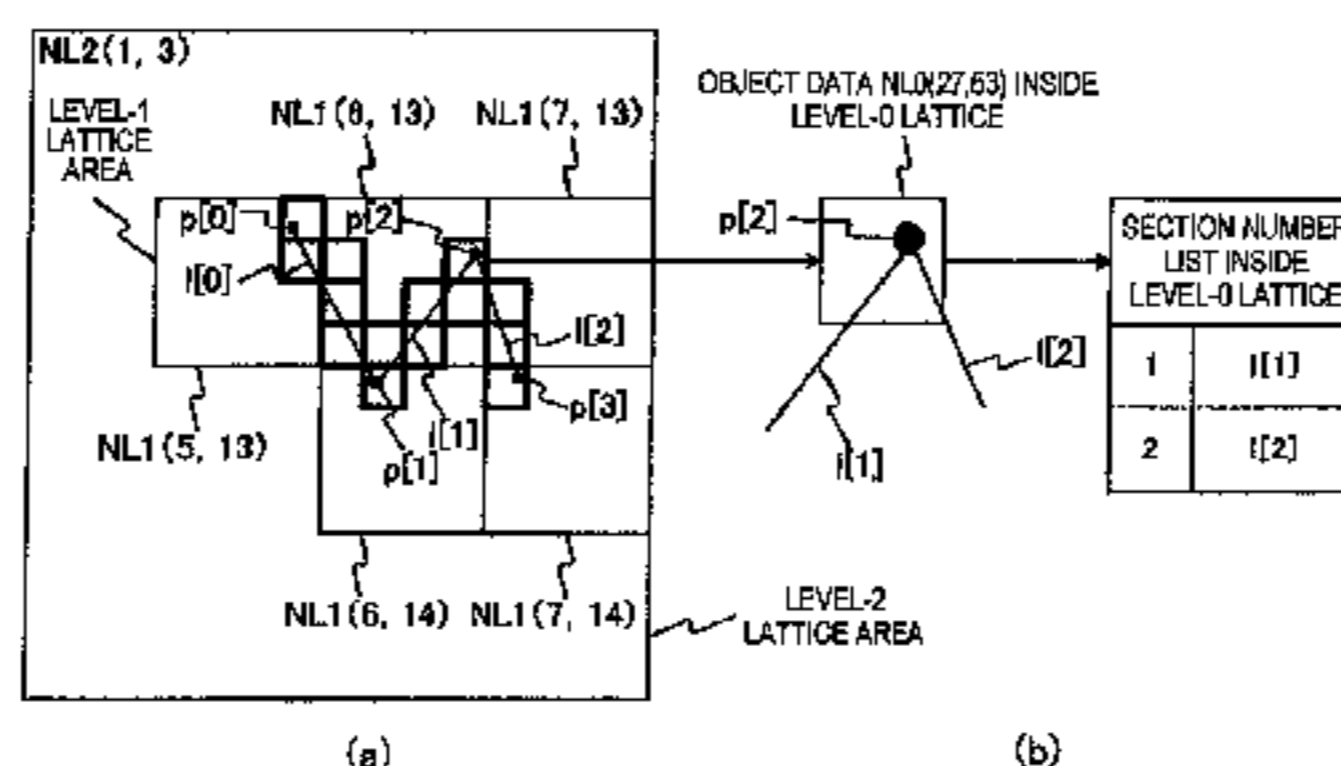 NL2(1, 3)
LEVEL-1
LATTICE
AREA
NL1(6, 13)
NL1(7, 13)
p[0]
p[2]
l[0]
l[2]
p[3]
l[1]
p[1]
NL1(5, 13)
NL1(6, 14)
NL1(7, 14)
LEVEL-2
LATTICE AREA
(a)
OBJECT DATA NL0(27,53) INSIDE
LEVEL-0 LATTICE
p[2]
l[2]
l[1]
SECTION NUMBER
LIST INSIDE
LEVEL-0 LATTICE
1 l[1]
2 l[2]
(b)